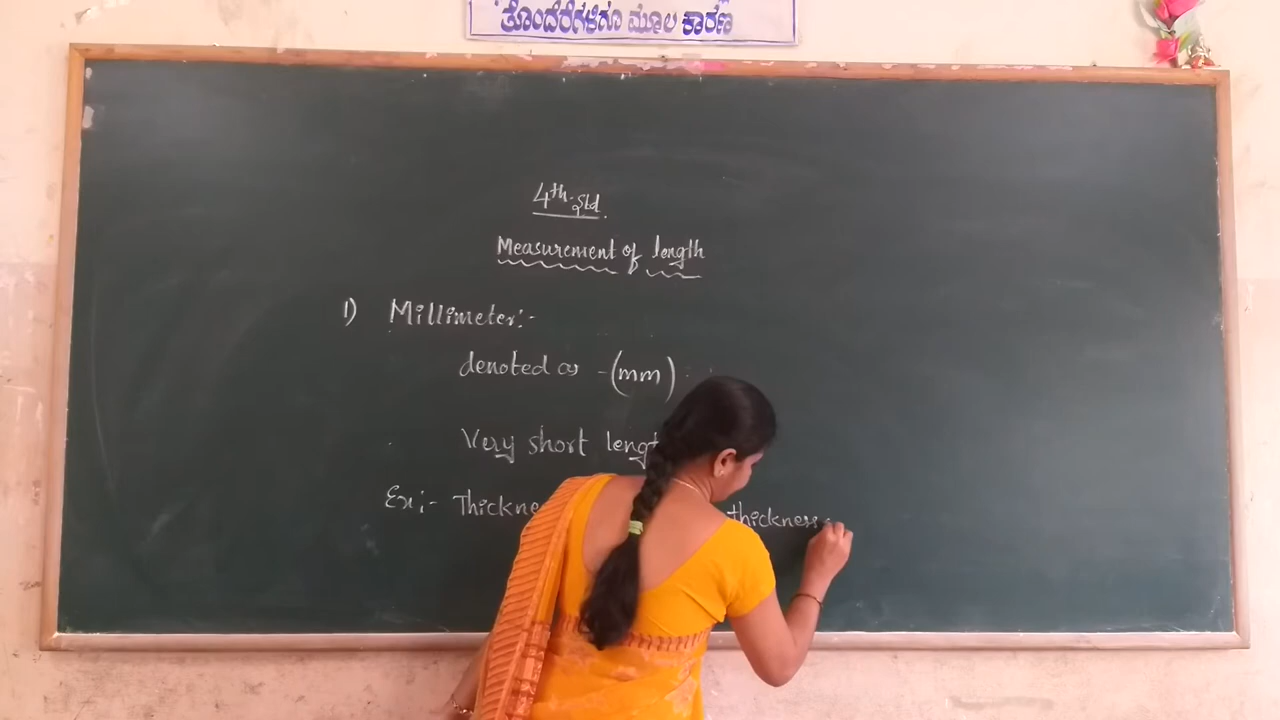 ತೊಂದರೆಗಳಿಗೂ ಮೂಲ ಕಾರಣ"
4th std.
Measurement of length
1) Millimeter:-
denoted as - (mm)
Very short lengt
Ex:- Thickne thickness